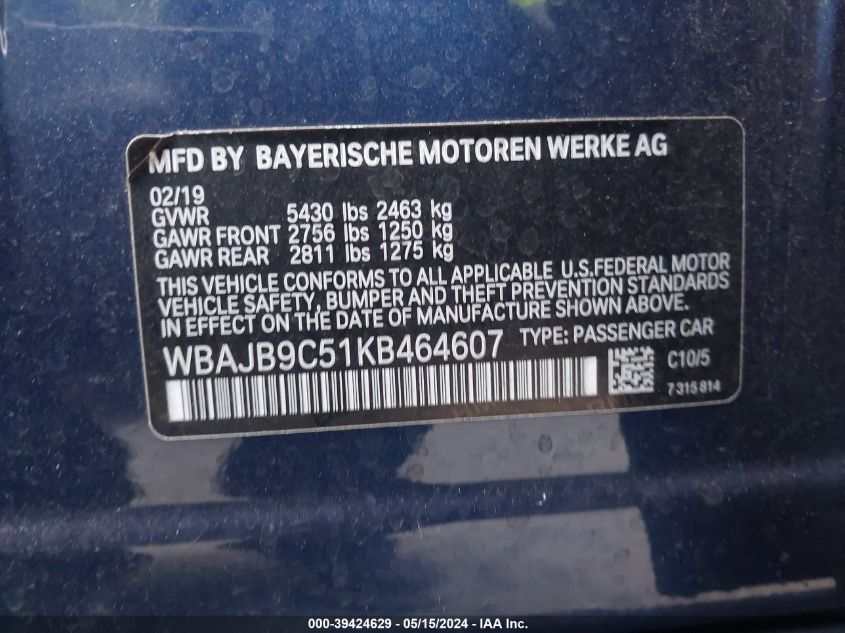 MFD BY BAYERISCHE MOTOREN WERKE AG
02/19
GVWR 5430 lbs 2463 kg
GAWR FRONT 2756 lbs 1250 kg
GAWR REAR 2811 lbs 1275 kg
THIS VEHICLE CONFORMS TO ALL APPLICABLE U.S.FEDERAL MOTOR
VEHICLE SAFETY, BUMPER AND THEFT PREVENTION STANDARDS
IN EFFECT ON THE DATE OF MANUFACTURE SHOWN ABOVE.
WBAJB9C51KB464607 TYPE: PASSENGER CAR
C10/5
7315814
000-39424629 - 05/15/2024 - IAA, Inc.